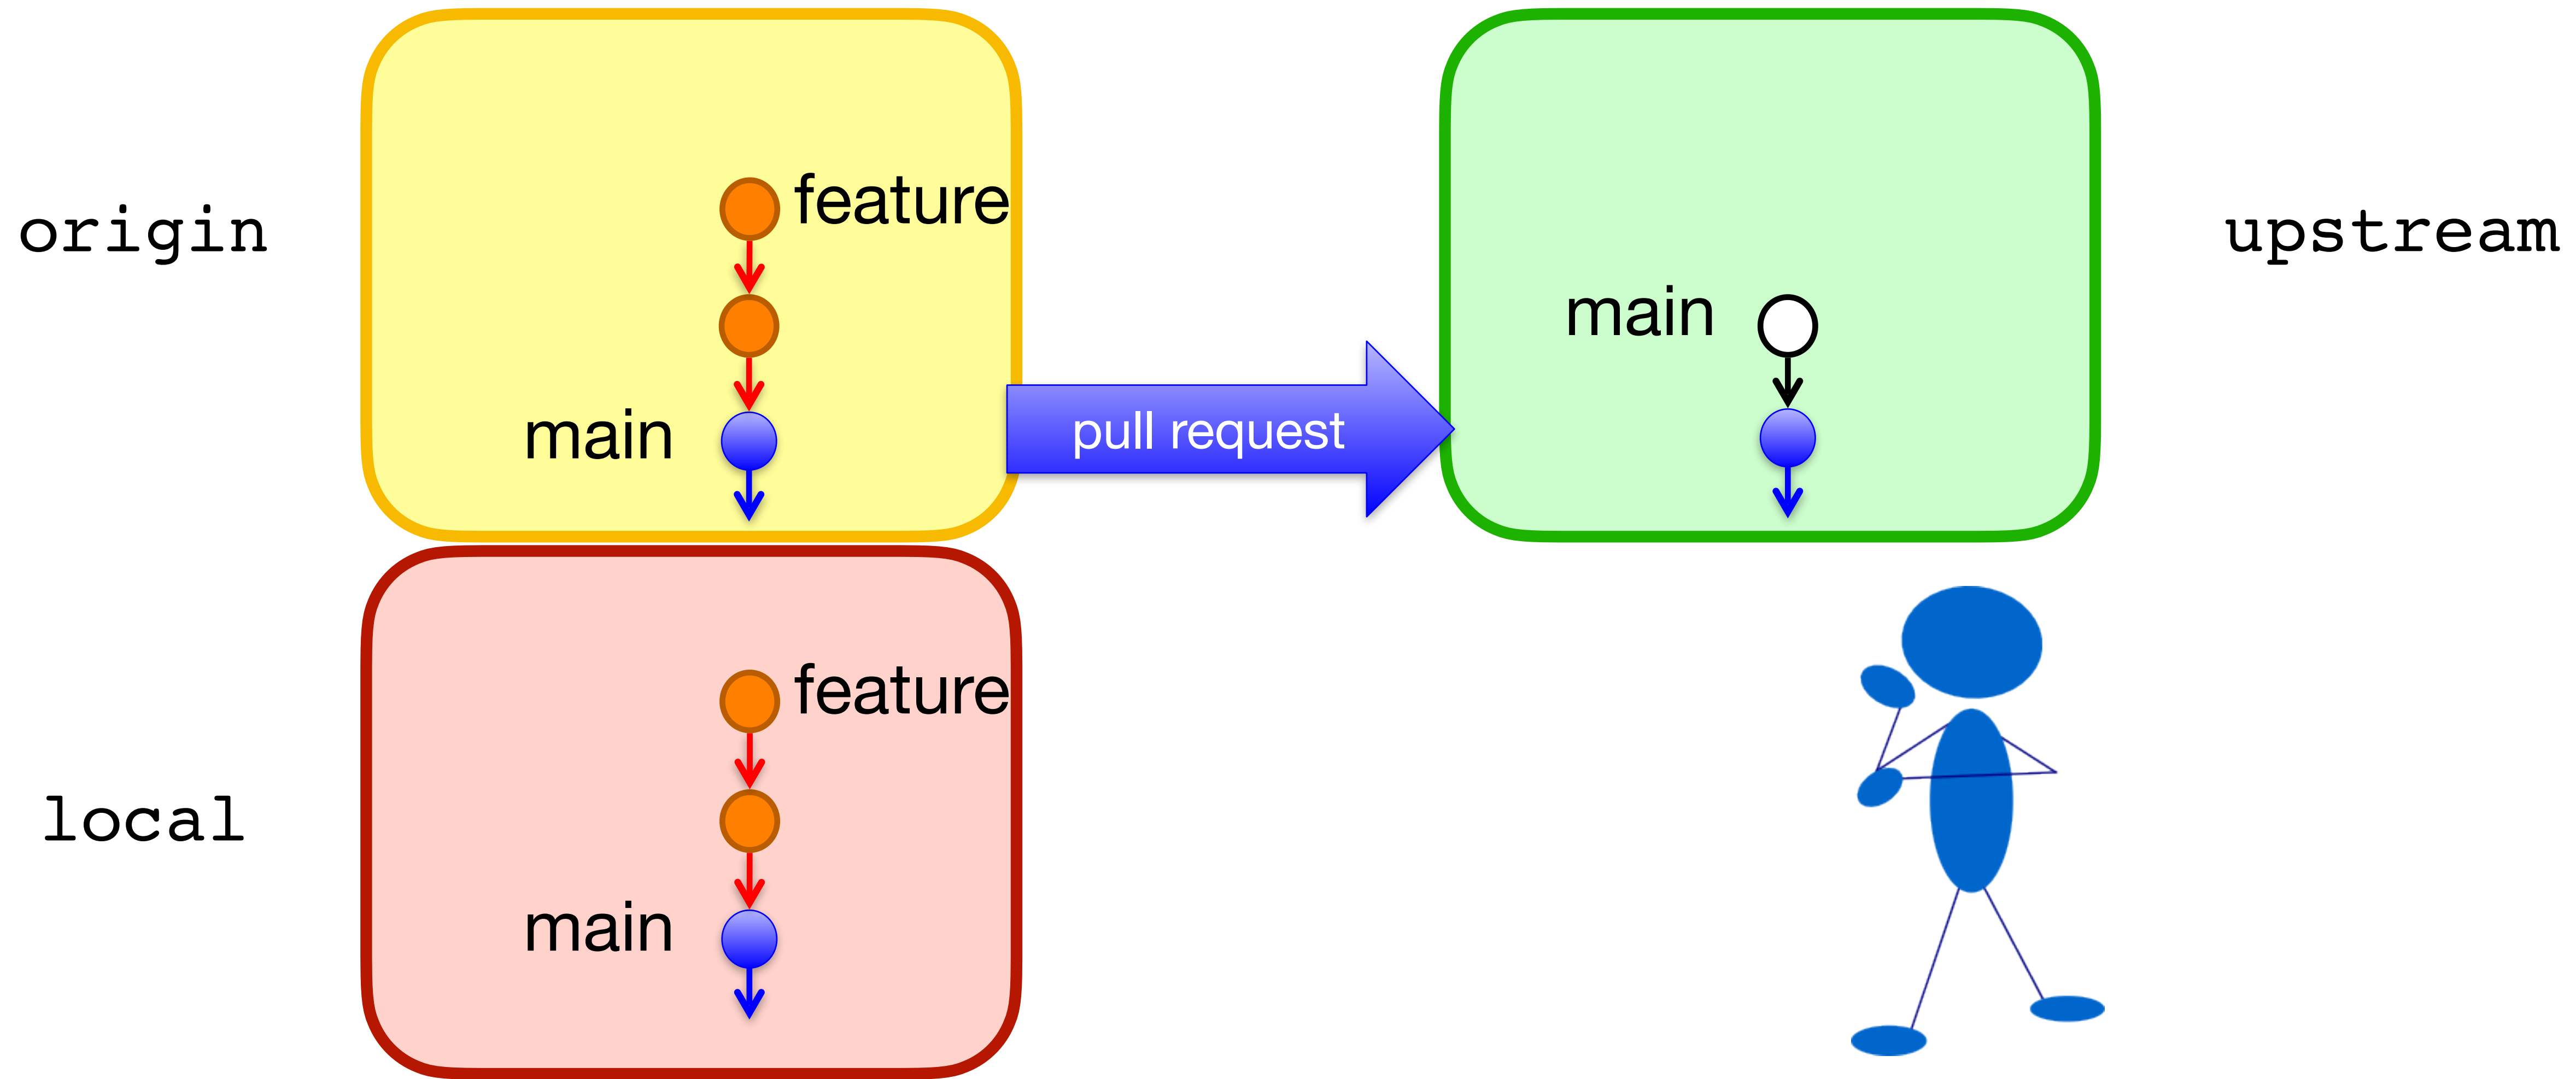 origin
feature
main
pull request
main
upstream
local
feature
main